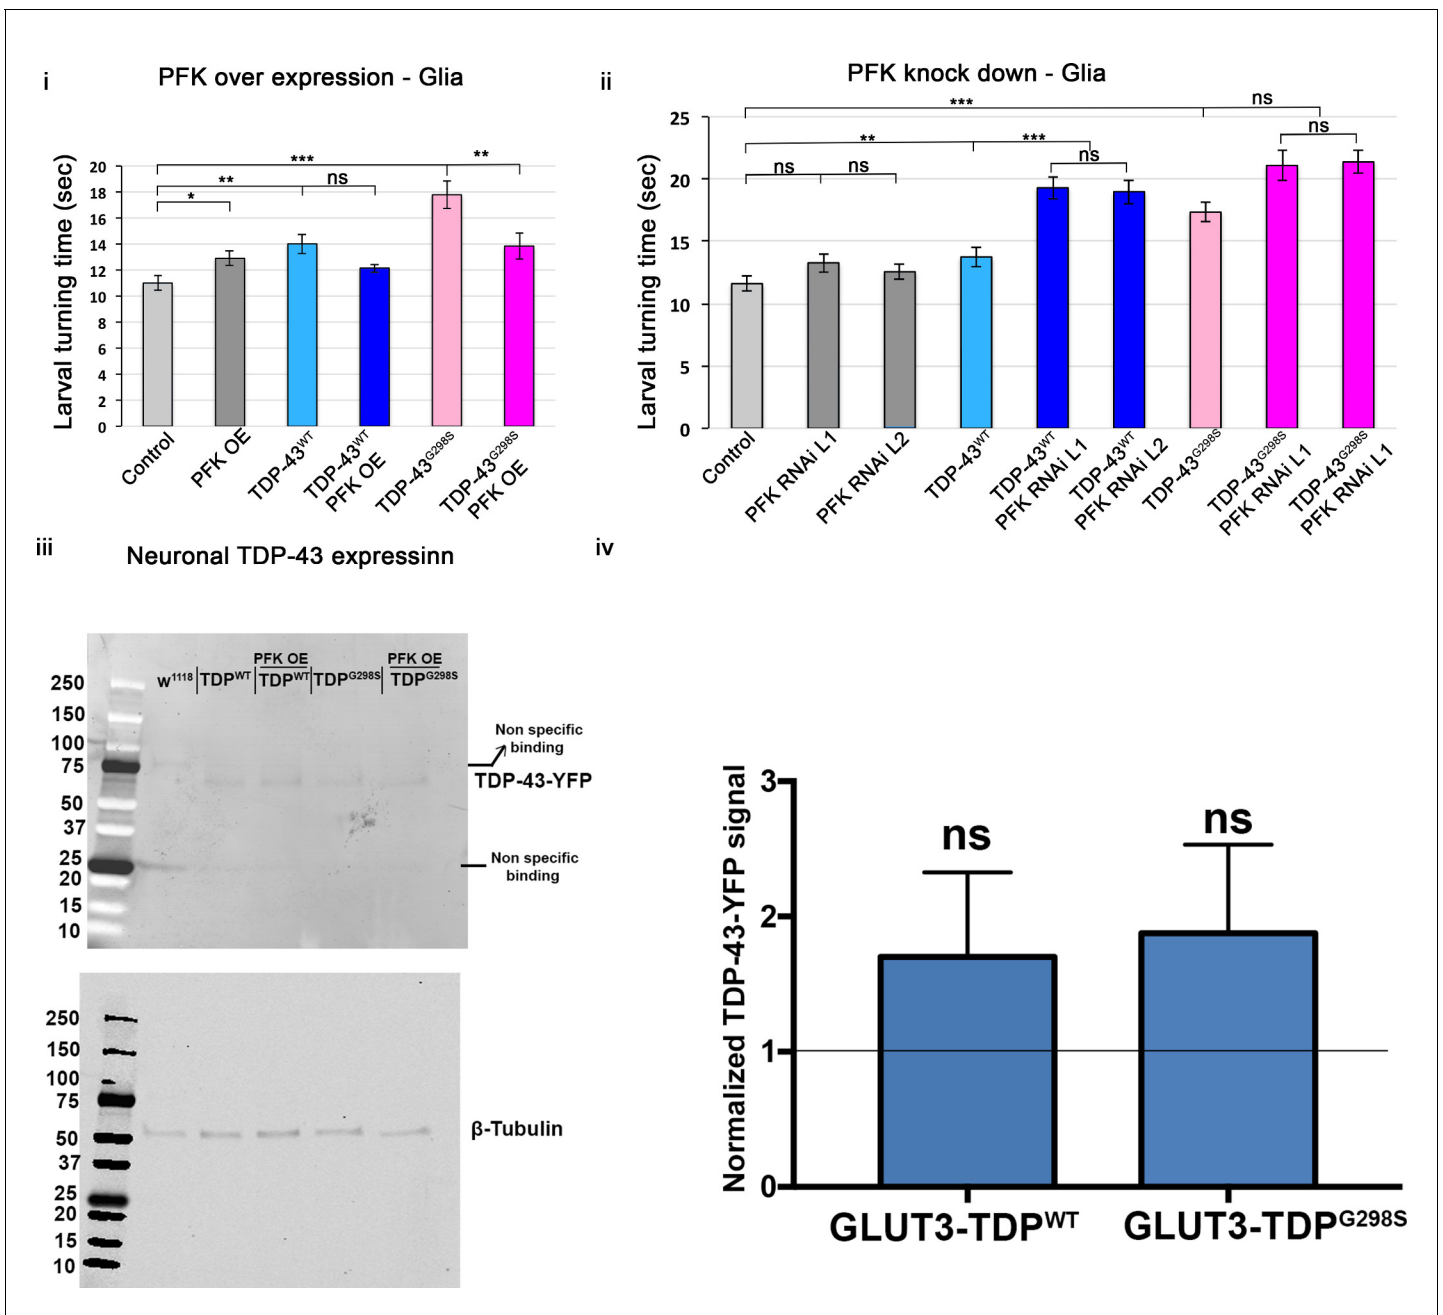 i
PFK over expression - Glia
Larval turning time (sec)
20
18
16
14
12
10
8
6
4
2
0
***
**
**
ns
*
Control
PFK OE
TDP-43WT
TDP-43WT
PFK OE
TDP-43G298S
TDP-43G298S
PFK OE
ii
PFK knock down - Glia
Larval turning time (sec)
25
20
15
10
5
0
***
ns
**
***
ns
ns
ns
ns
Control
PFK RNAi L1
PFK RNAi L2
TDP-43WT
TDP-43WT
PFK RNAi L1
TDP-43WT
PFK RNAi L2
TDP-43G298S
TDP-43G298S
PFK RNAi L1
TDP-43G298S
PFK RNAi L1
iii
Neuronal TDP-43 expressinn
PFK OE
PFK OE
w1118 | TDPWT | TDPWT | TDPG298S | TDPG298S
250
150
100
75
50
37
25
20
15
10
Non specific
binding
TDP-43-YFP
Non specific
binding
250
150
100
75
50
37
25
20
15
10
β-Tubulin
iv
Normalized TDP-43-YFP signal
3
2
1
0
ns
ns
GLUT3-TDPWT
GLUT3-TDPG298S